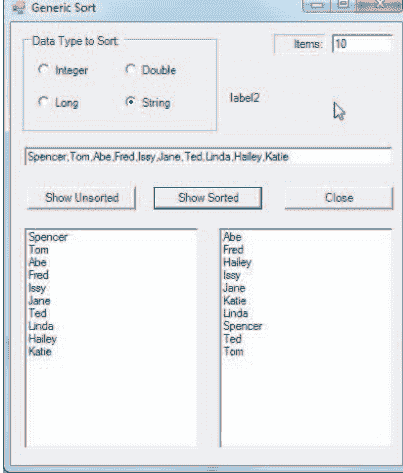 Generic Sort
Data Type to Sort:
Items: 10
Integer Double
Long String
label2
Spencer,Tom,Abe,Fred,Issy,Jane,Ted,Linda,Hailey,Katie
Show Unsorted Show Sorted Close
Spencer
Tom
Abe
Fred
Issy
Jane
Ted
Linda
Hailey
Katie
Abe
Fred
Hailey
Issy
Jane
Katie
Linda
Spencer
Ted
Tom